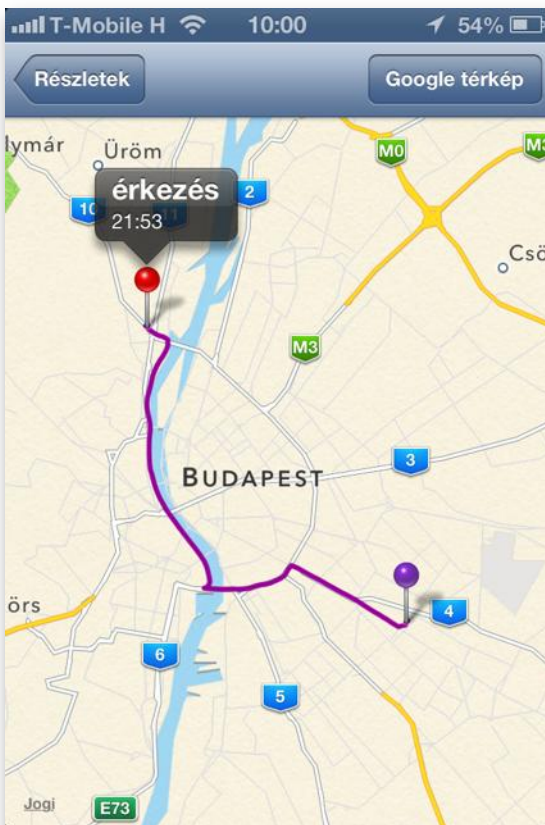 T-Mobile H 10:00 54%
Részletek Google térkép
lymár
Üröm
M0
M3
érkezés
21:53
10
11
2
Csö
M3
BUDAPEST
3
örs
4
6
5
Jogi
E73